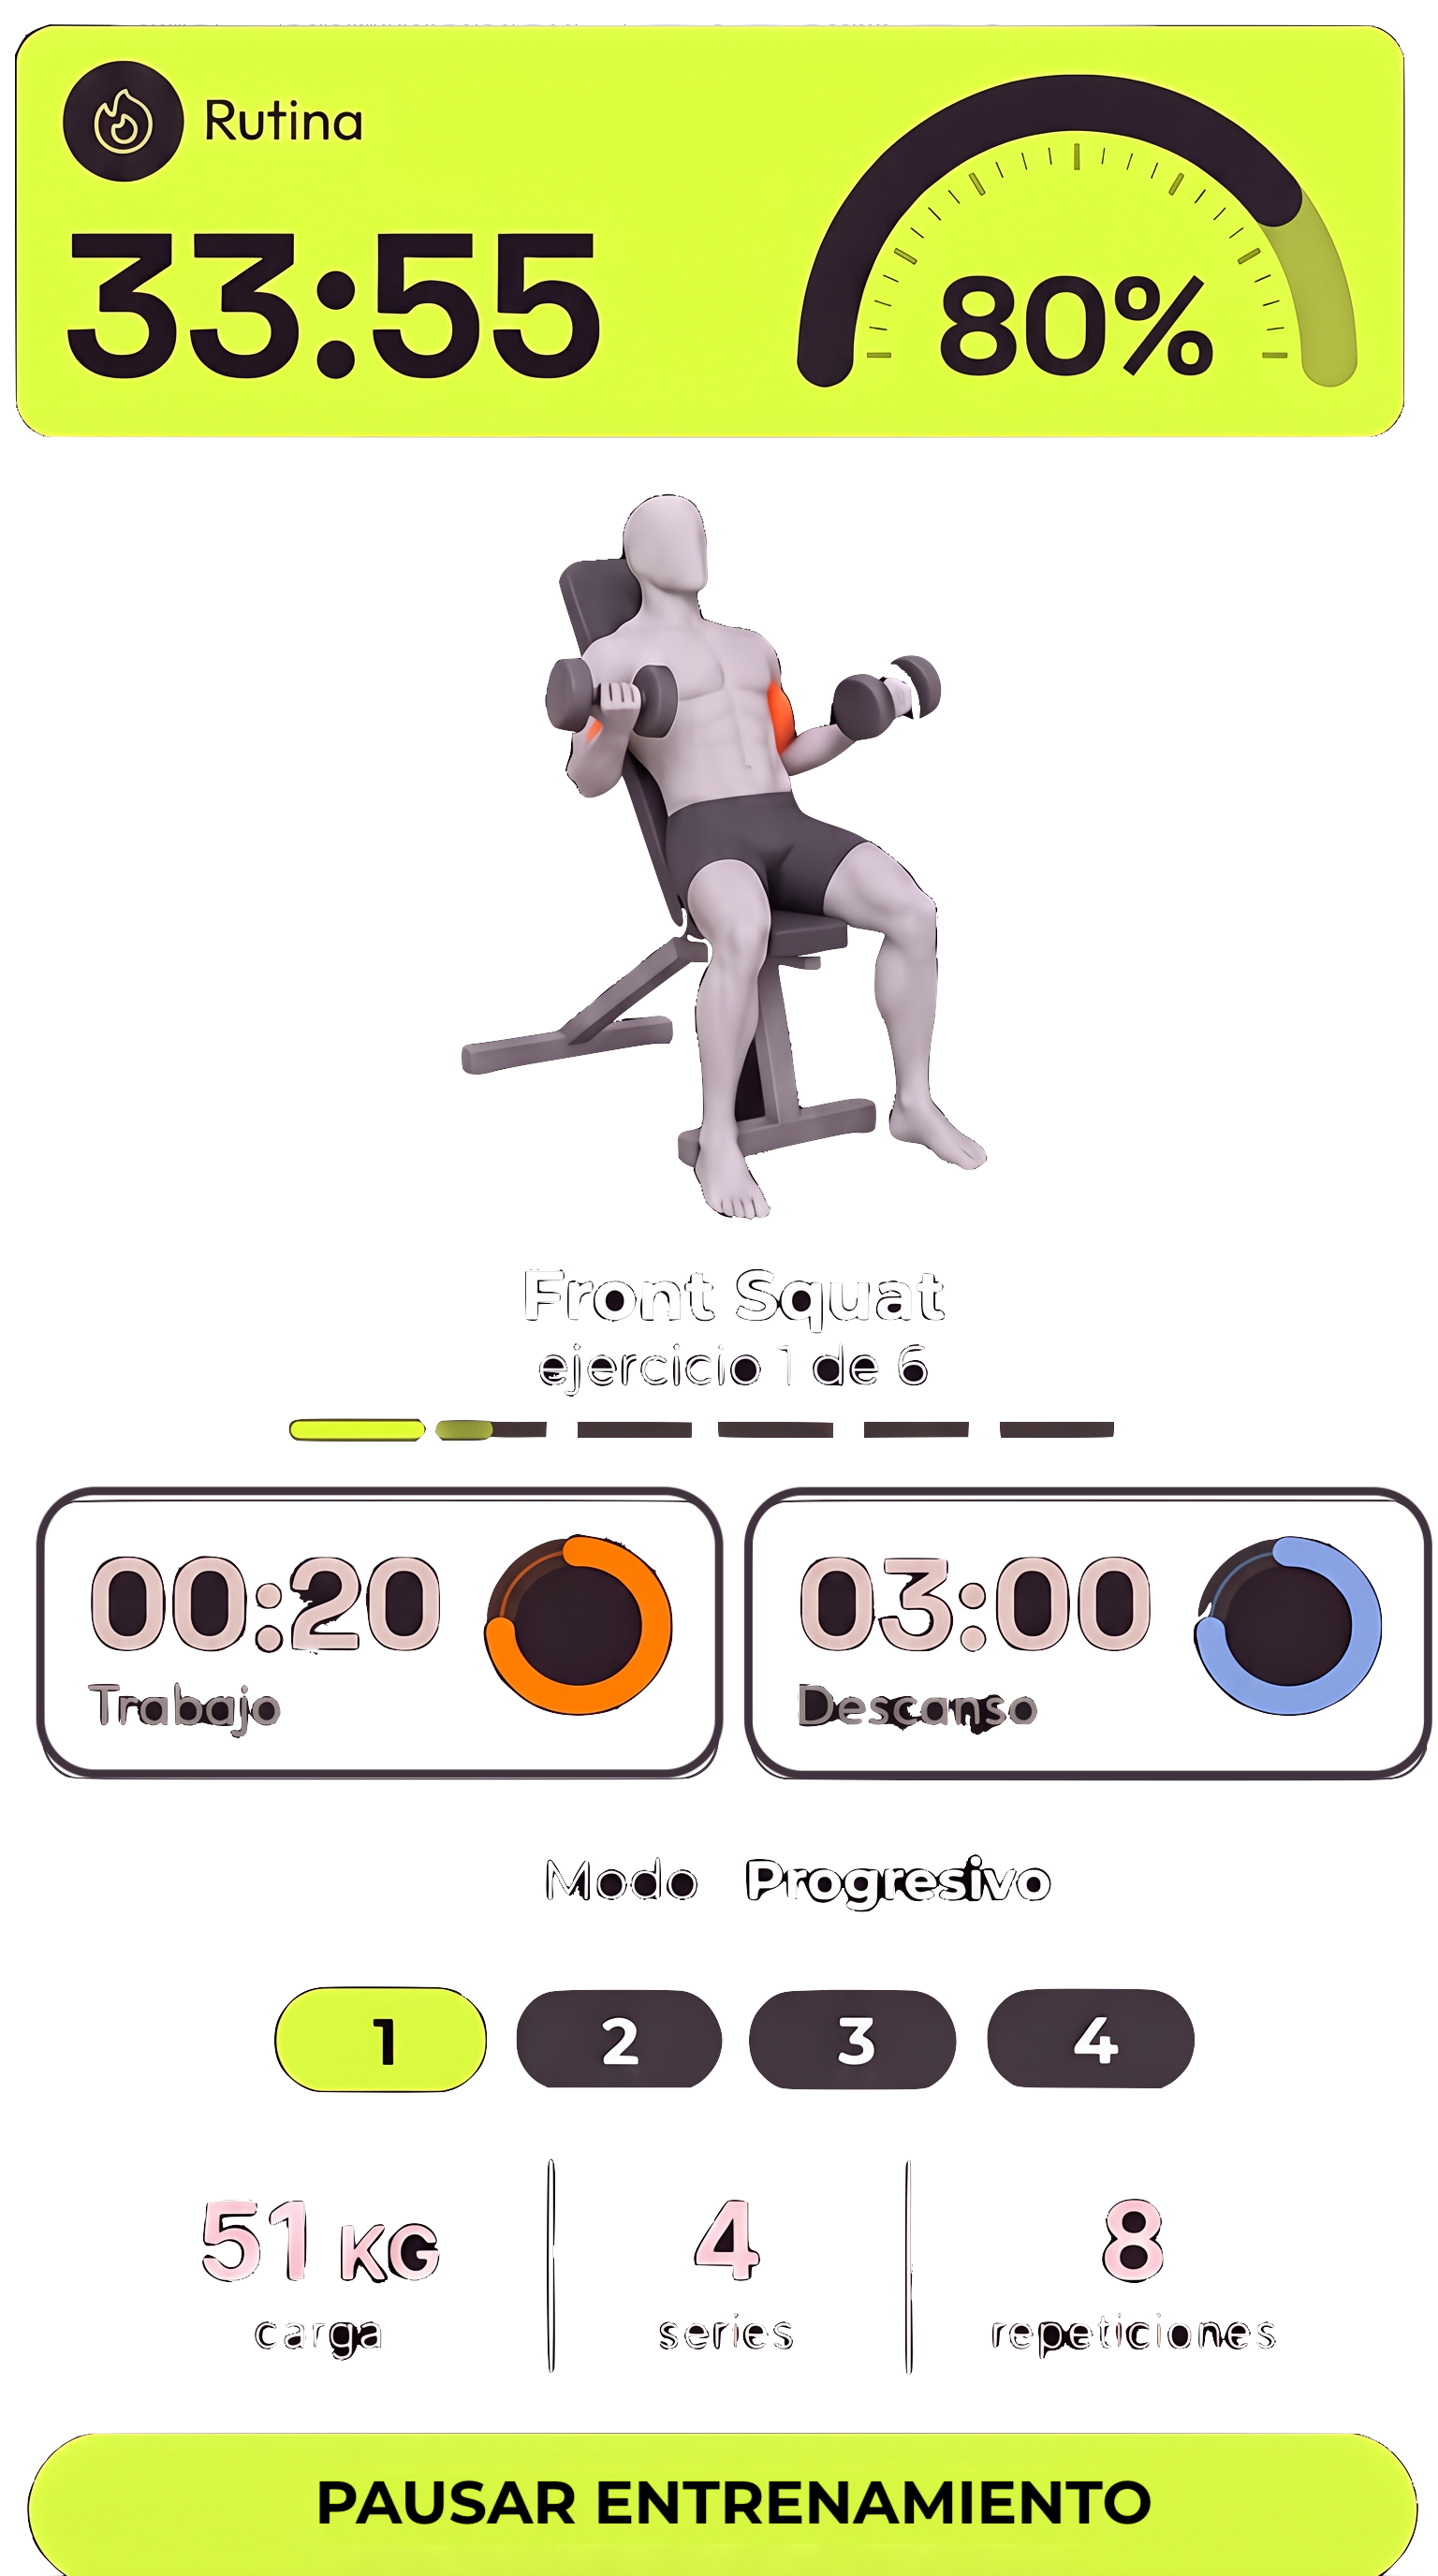 Rutina
33:55
80%
Front Squat
ejercicio 1 de 6
00:20
Trabajo
03:00
Descanso
Modo Progresivo
1 2 3 4
51 KG
carga
4
series
8
repeticiones
PAUSAR ENTRENAMIENTO